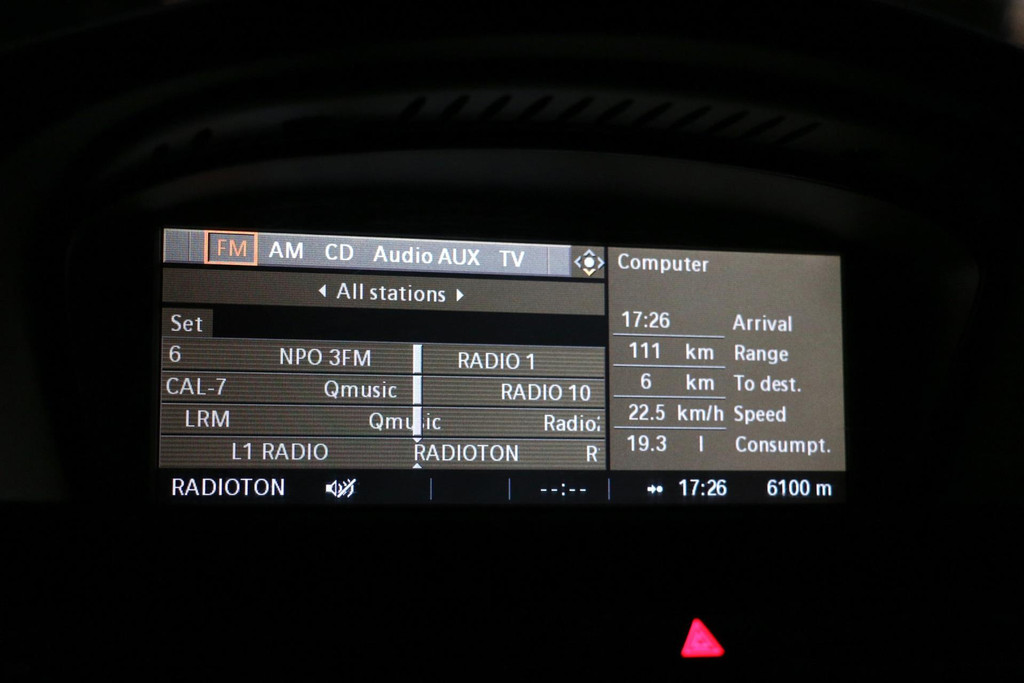 FM AM CD Audio AUX TV
All stations
Set
6 NPO 3FM RADIO 1
CAL-7 Qmusic RADIO 10
LRM Qmusic Radio
L1 RADIO RADIOTON R
RADIOTON --:-- 17:26 6100 m
Computer
17:26 Arrival
111 km Range
6 km To dest.
22.5 km/h Speed
19.3 l Consumpt.